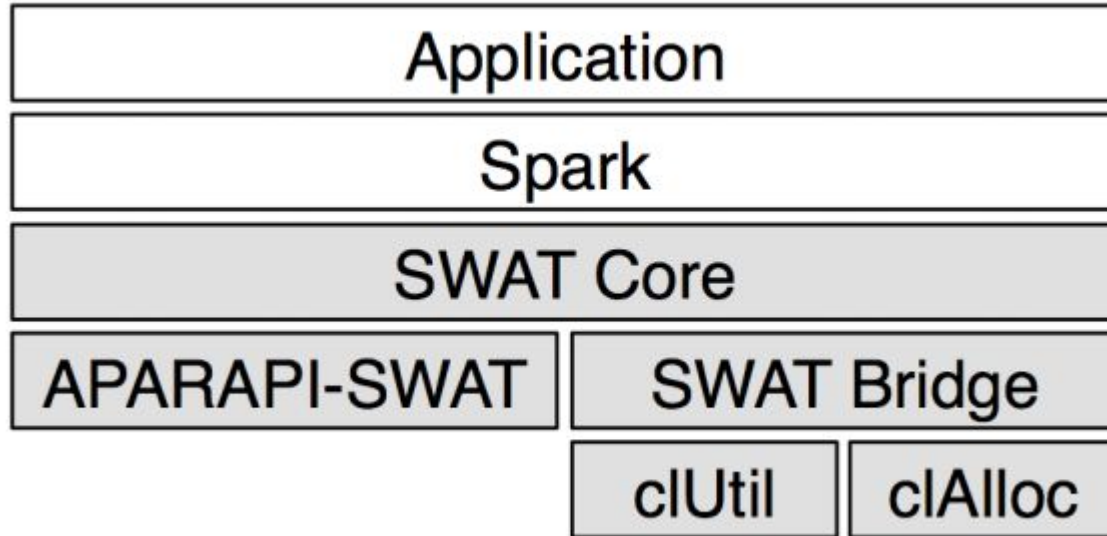 Application
Spark
SWAT Core
APARAPI-SWAT SWAT Bridge
clUtil clAlloc